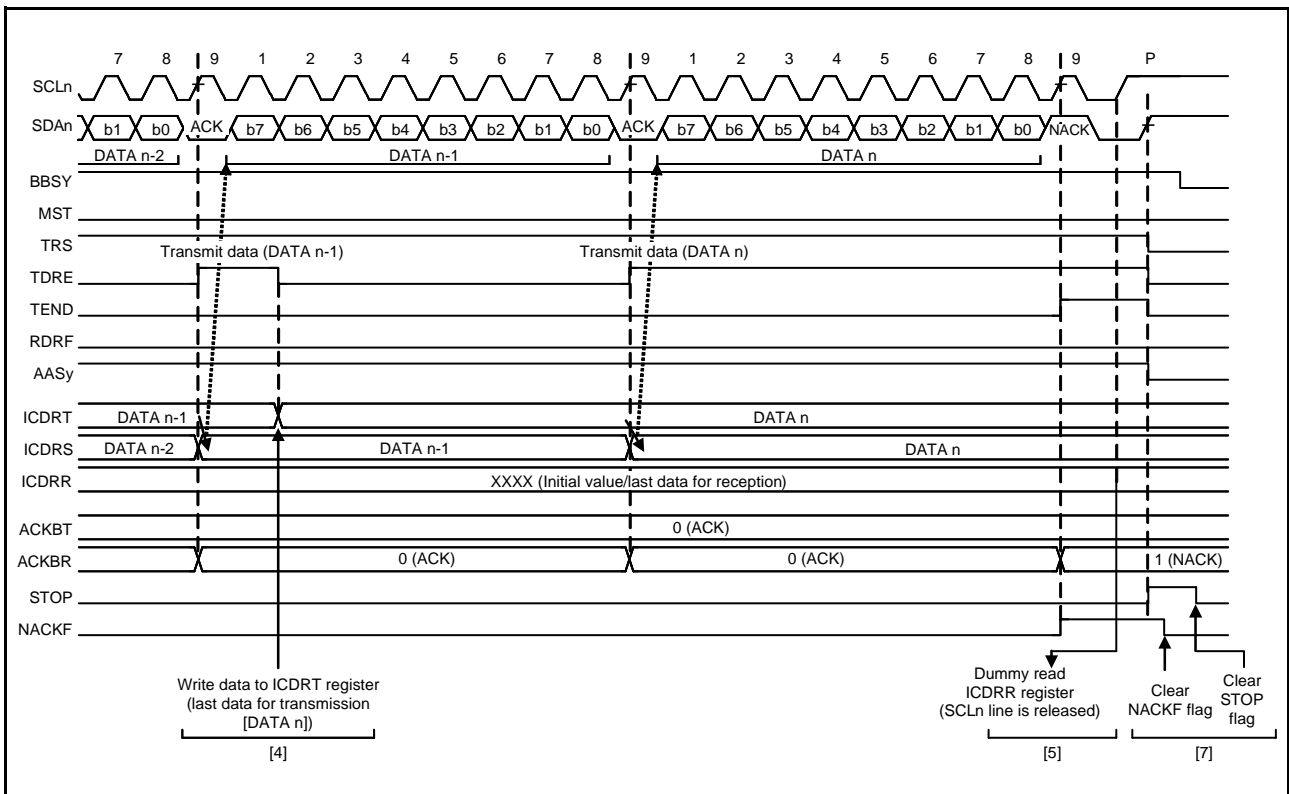 7 8 9 1 2 3 4 5 6 7 8 9 1 2 3 4 5 6 7 8 9 P
SCLn
SDAn b1 b0 ACK b7 b6 b5 b4 b3 b2 b1 b0 ACK b7 b6 b5 b4 b3 b2 b1 b0 NACK
DATA n-2 DATA n-1 DATA n
BBSY
MST
TRS
Transmit data (DATA n-1) Transmit data (DATA n)
TDRE
TEND
RDRF
AASy
ICDRT DATA n-1 DATA n
ICDRS DATA n-2 DATA n-1 DATA n
ICDRR XXXX (Initial value/last data for reception)
ACKBT 0 (ACK)
ACKBR 0 (ACK) 0 (ACK) 1 (NACK)
STOP
NACKF
Write data to ICDRT register
(last data for transmission
[DATA n])
[4]
Dummy read
ICDRR register
(SCLn line is released)
[5]
Clear
NACKF flag
Clear
STOP
flag
[7]